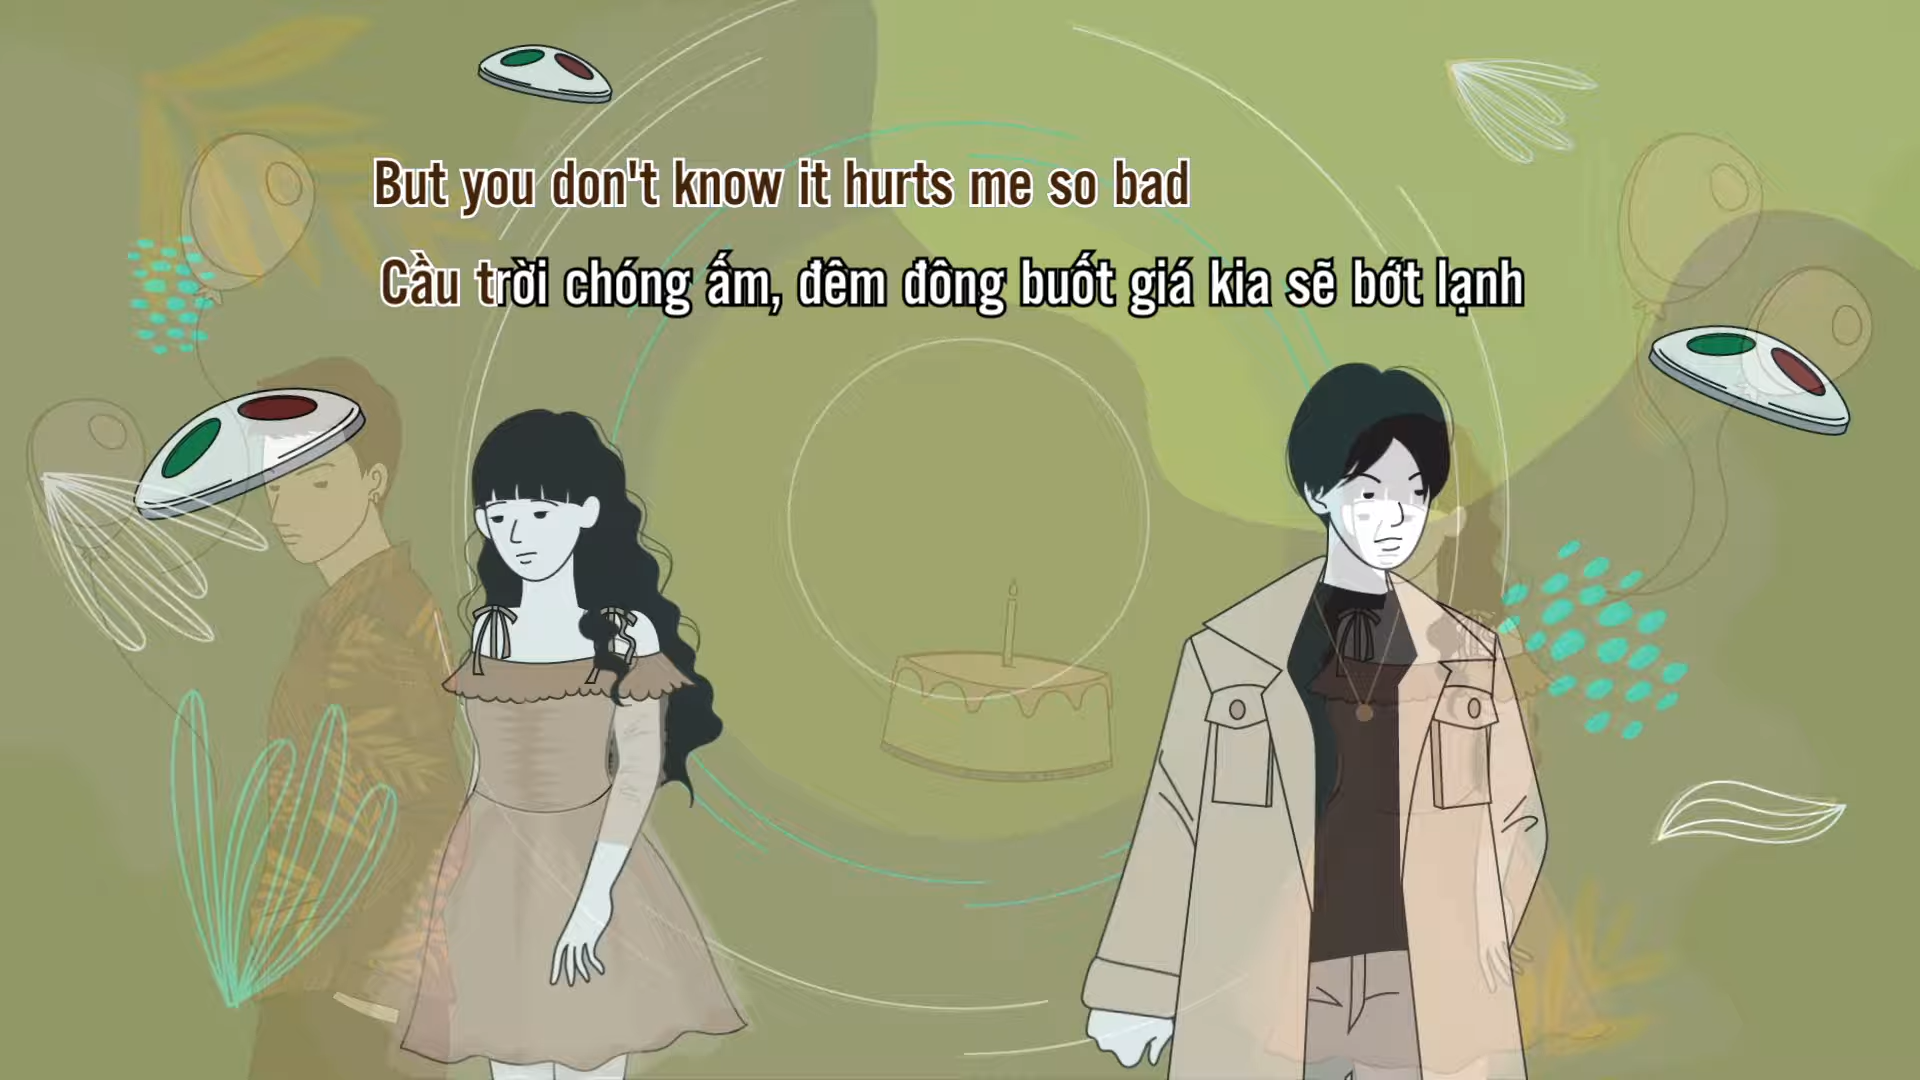 But you don't know it hurts me so bad
Cầu trời chóng ấm, đêm đông buốt giá kia sẽ bớt lạnh